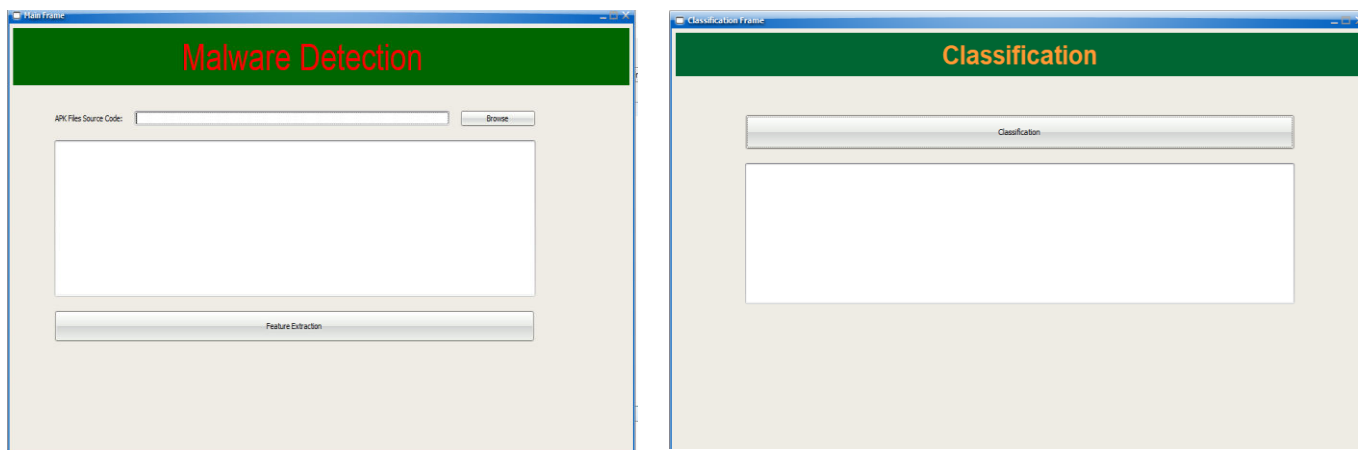 Main Frame
Malware Detection
APK Files Source Code:
Browse
Feature Extraction
Classification Frame
Classification
Classification